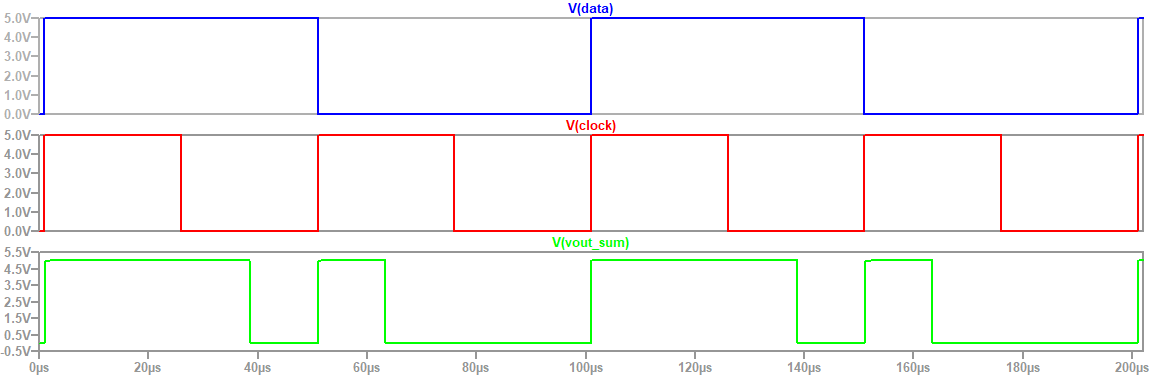 V(data)
5.0V
4.0V
3.0V
2.0V
1.0V
0.0V
V(clock)
5.0V
4.0V
3.0V
2.0V
1.0V
0.0V
V(vout_sum)
5.5V
4.5V
3.5V
2.5V
1.5V
0.5V
-0.5V
0µs 20µs 40µs 60µs 80µs 100µs 120µs 140µs 160µs 180µs 200µs